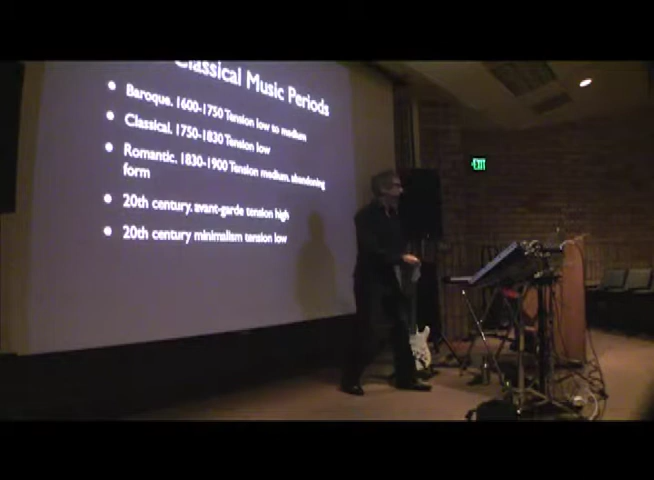 Classical Music Periods
Baroque, 1600-1750 Tension low to medium
Classical, 1750-1830 Tension low
Romantic, 1830-1900 Tension medium, abandoning
form
20th century, avant-garde tension high
20th century minimalism tension low
EXIT